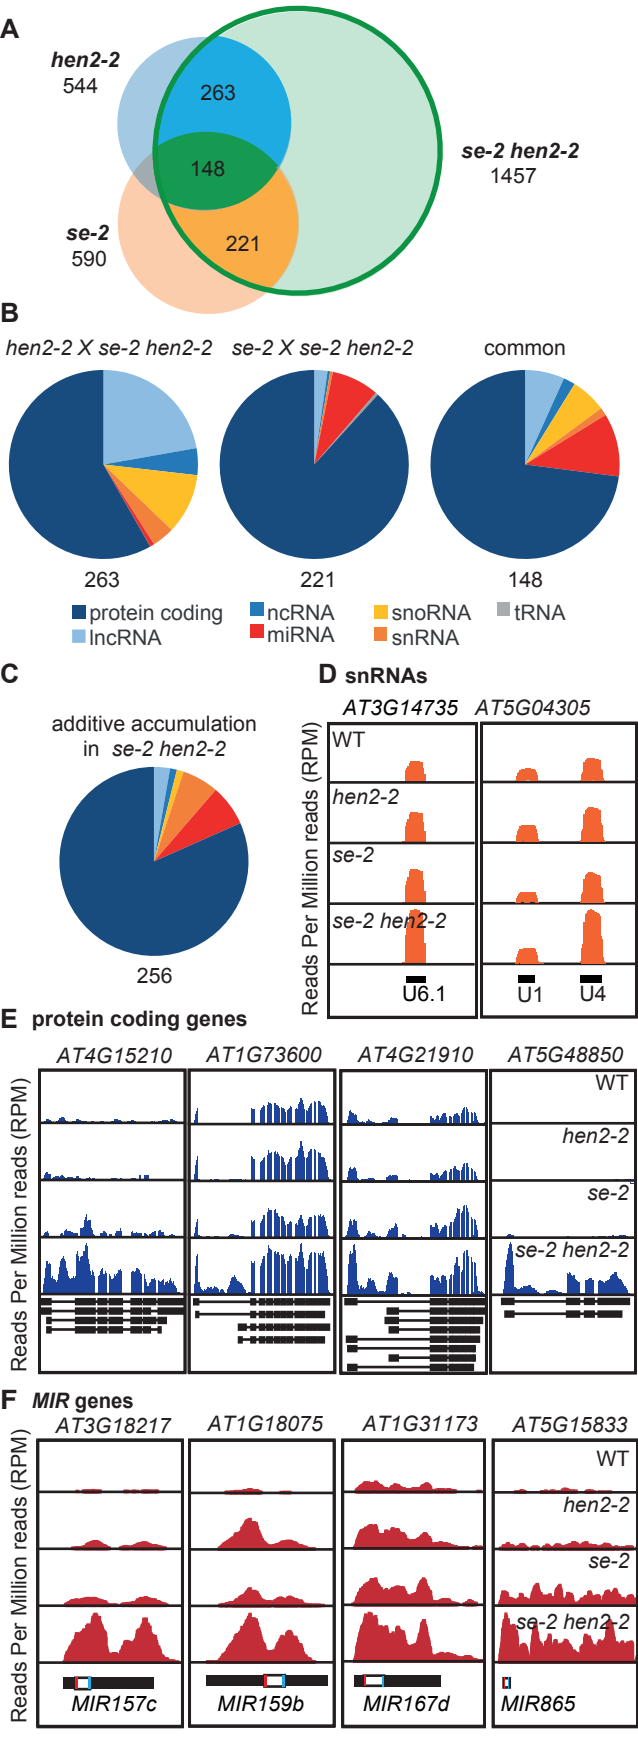 A
hen2-2
544
263
148
se-2 hen2-2
1457
se-2
590
221
B
hen2-2 X se-2 hen2-2
se-2 X se-2 hen2-2
common
263
221
148
protein coding
ncRNA
snoRNA
tRNA
lncRNA
miRNA
snRNA
C
additive accumulation
in se-2 hen2-2
256
D snRNAs
AT3G14735
AT5G04305
Reads Per Million reads (RPM)
WT
hen2-2
se-2
se-2 hen2-2
U6.1
U1
U4
E protein coding genes
AT4G15210
AT1G73600
AT4G21910
AT5G48850
Reads Per Million reads (RPM)
WT
hen2-2
se-2
se-2 hen2-2
F MIR genes
AT3G18217
AT1G18075
AT1G31173
AT5G15833
Reads Per Million reads (RPM)
WT
hen2-2
se-2
se-2 hen2-2
MIR157c
MIR159b
MIR167d
MIR865